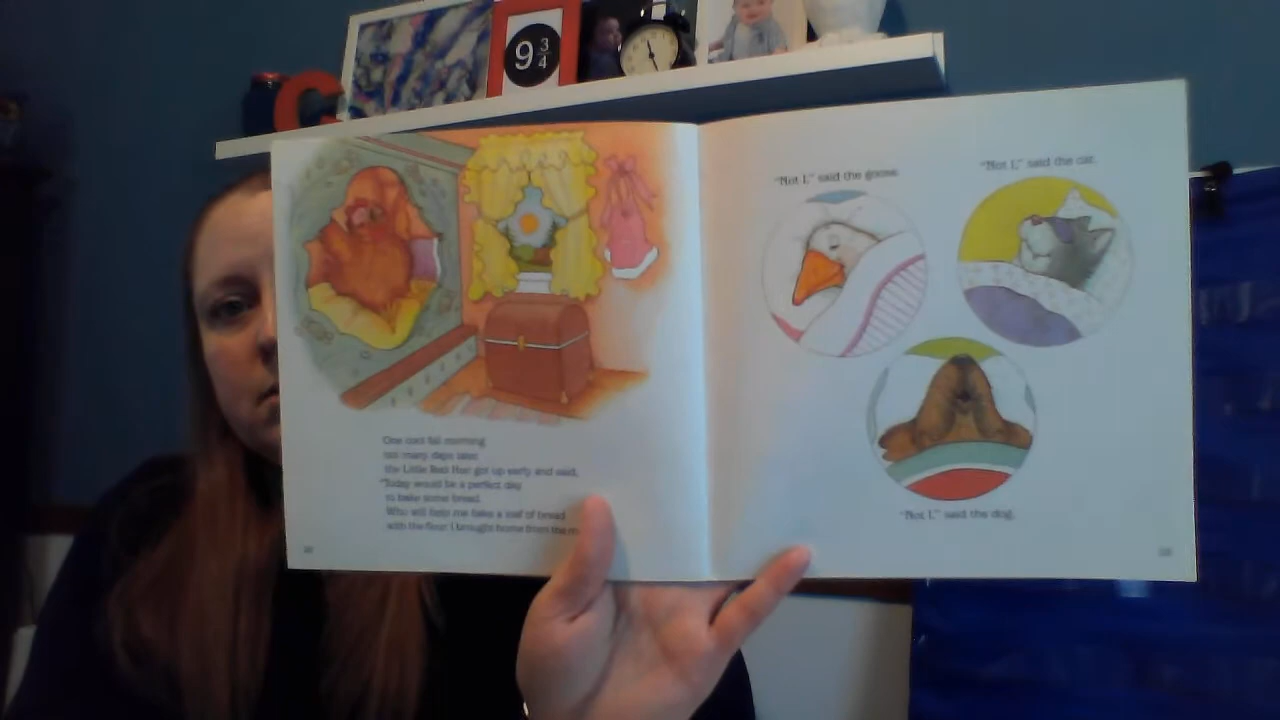 9 3/4
G
One cool fall morning
not many days later
the Little Red Hen got up early and said,
"Today would be a perfect day
to bake some bread.
Who will help me bake a loaf of bread
with the flour I brought home from the
"Not I," said the goose.
"Not I," said the cat.
"Not I," said the dog.